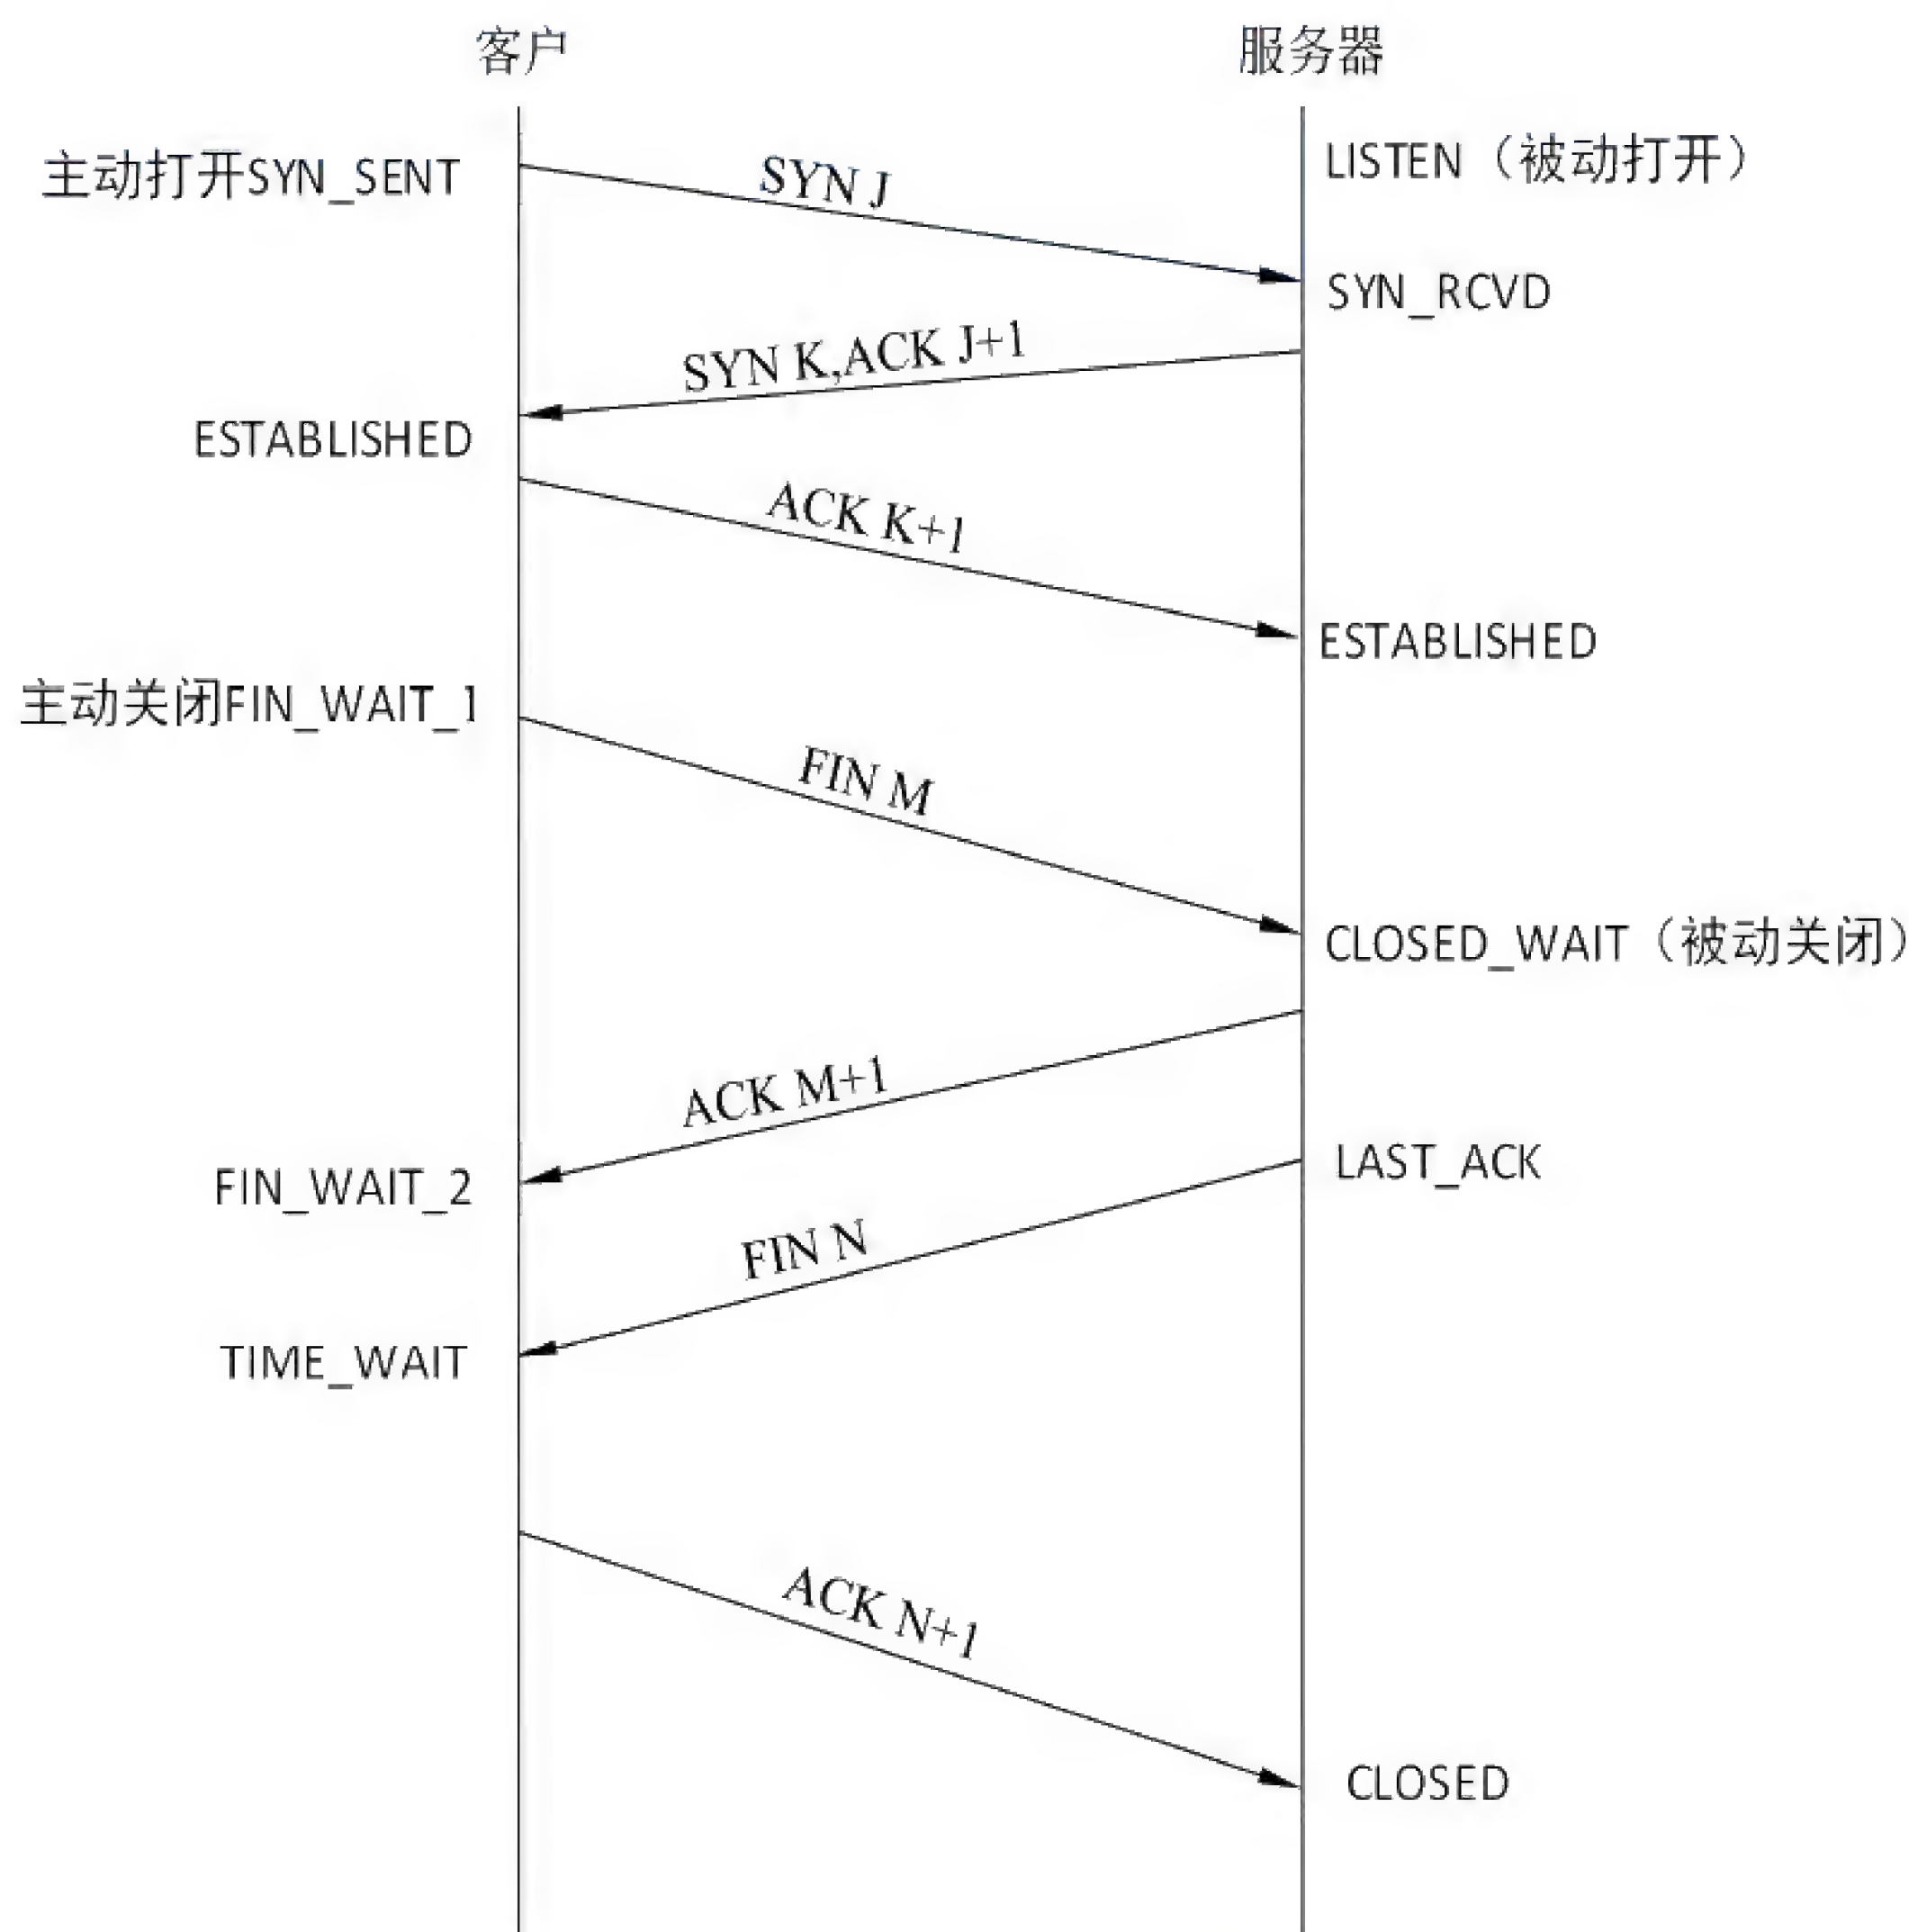 客户
服务器
主动打开SYN_SENT
SYN J
LISTEN（被动打开）
SYN_RCVD
SYN K,ACK J+1
ESTABLISHED
ACK K+1
ESTABLISHED
主动关闭FIN_WAIT_1
FIN M
CLOSED_WAIT（被动关闭）
ACK M+1
FIN_WAIT_2
LAST_ACK
FIN N
TIME_WAIT
ACK N+1
CLOSED